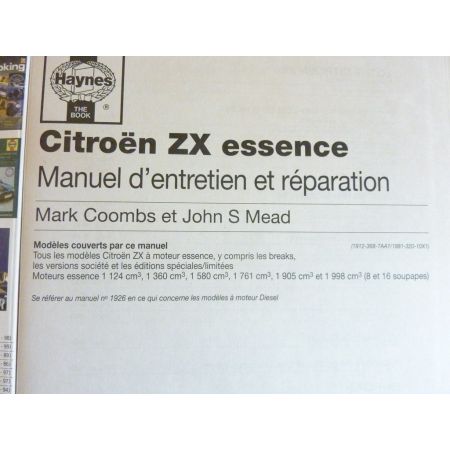 oking
Haynes
THE
BOOK
®
Citroën ZX essence
Manuel d'entretien et réparation
Mark Coombs et John S Mead
Modèles couverts par ce manuel
Tous les modèles Citroën ZX à moteur essence, y compris les breaks,
les versions société et les éditions spéciales/limitées
Moteurs essence 1 124 cm³, 1 360 cm³, 1 580 cm³, 1 761 cm³, 1 905 cm³ et 1 998 cm³ (8 et 16 soupapes)
Se référer au manuel nº 1926 en ce qui concerne les modèles à moteur Diesel